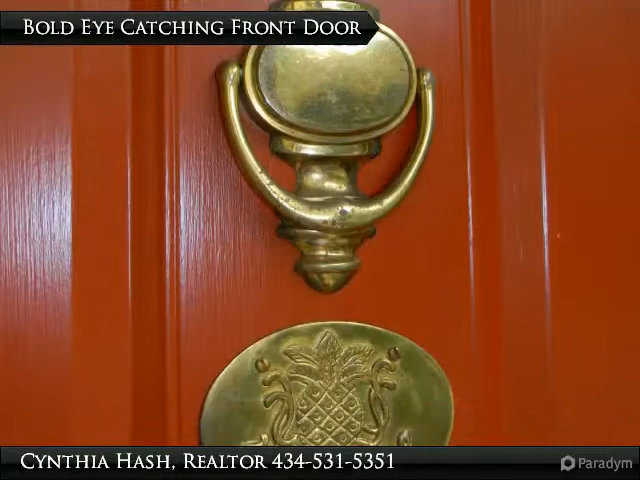 Bold Eye Catching Front Door
Cynthia Hash, Realtor 434-531-5351
Paradym